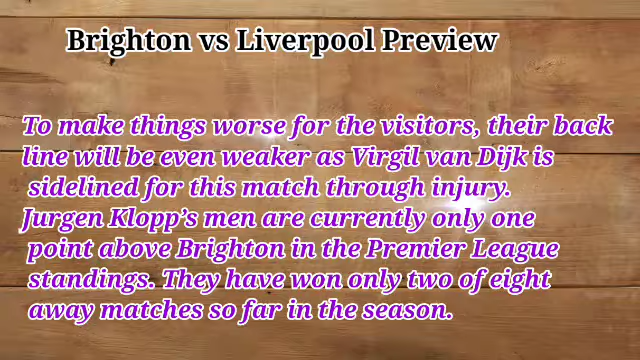 Brighton vs Liverpool Preview
To make things worse for the visitors, their back
line will be even weaker as Virgil van Dijk is
sidelined for this match through injury.
Jurgen Klopp’s men are currently only one
point above Brighton in the Premier League
standings. They have won only two of eight
away matches so far in the season.